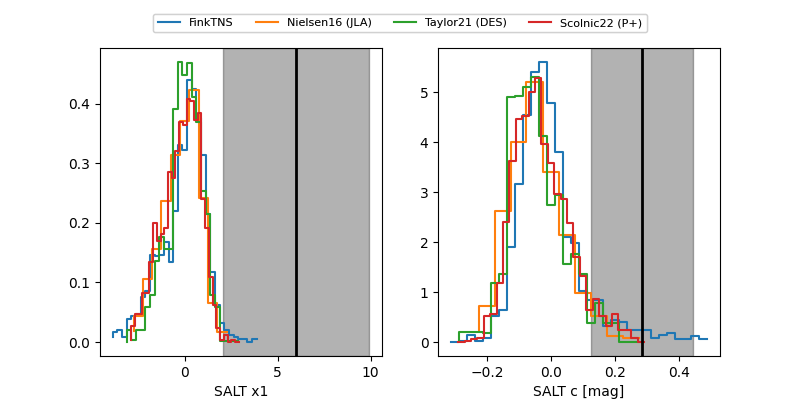 FinkTNS Nielsen16 (JLA) Taylor21 (DES) Scolnic22 (P+)
0.4
0.3
0.2
0.1
0.0
0 5 10
SALT x1
5
4
3
2
1
0
−0.2 0.0 0.2 0.4
SALT c [mag]